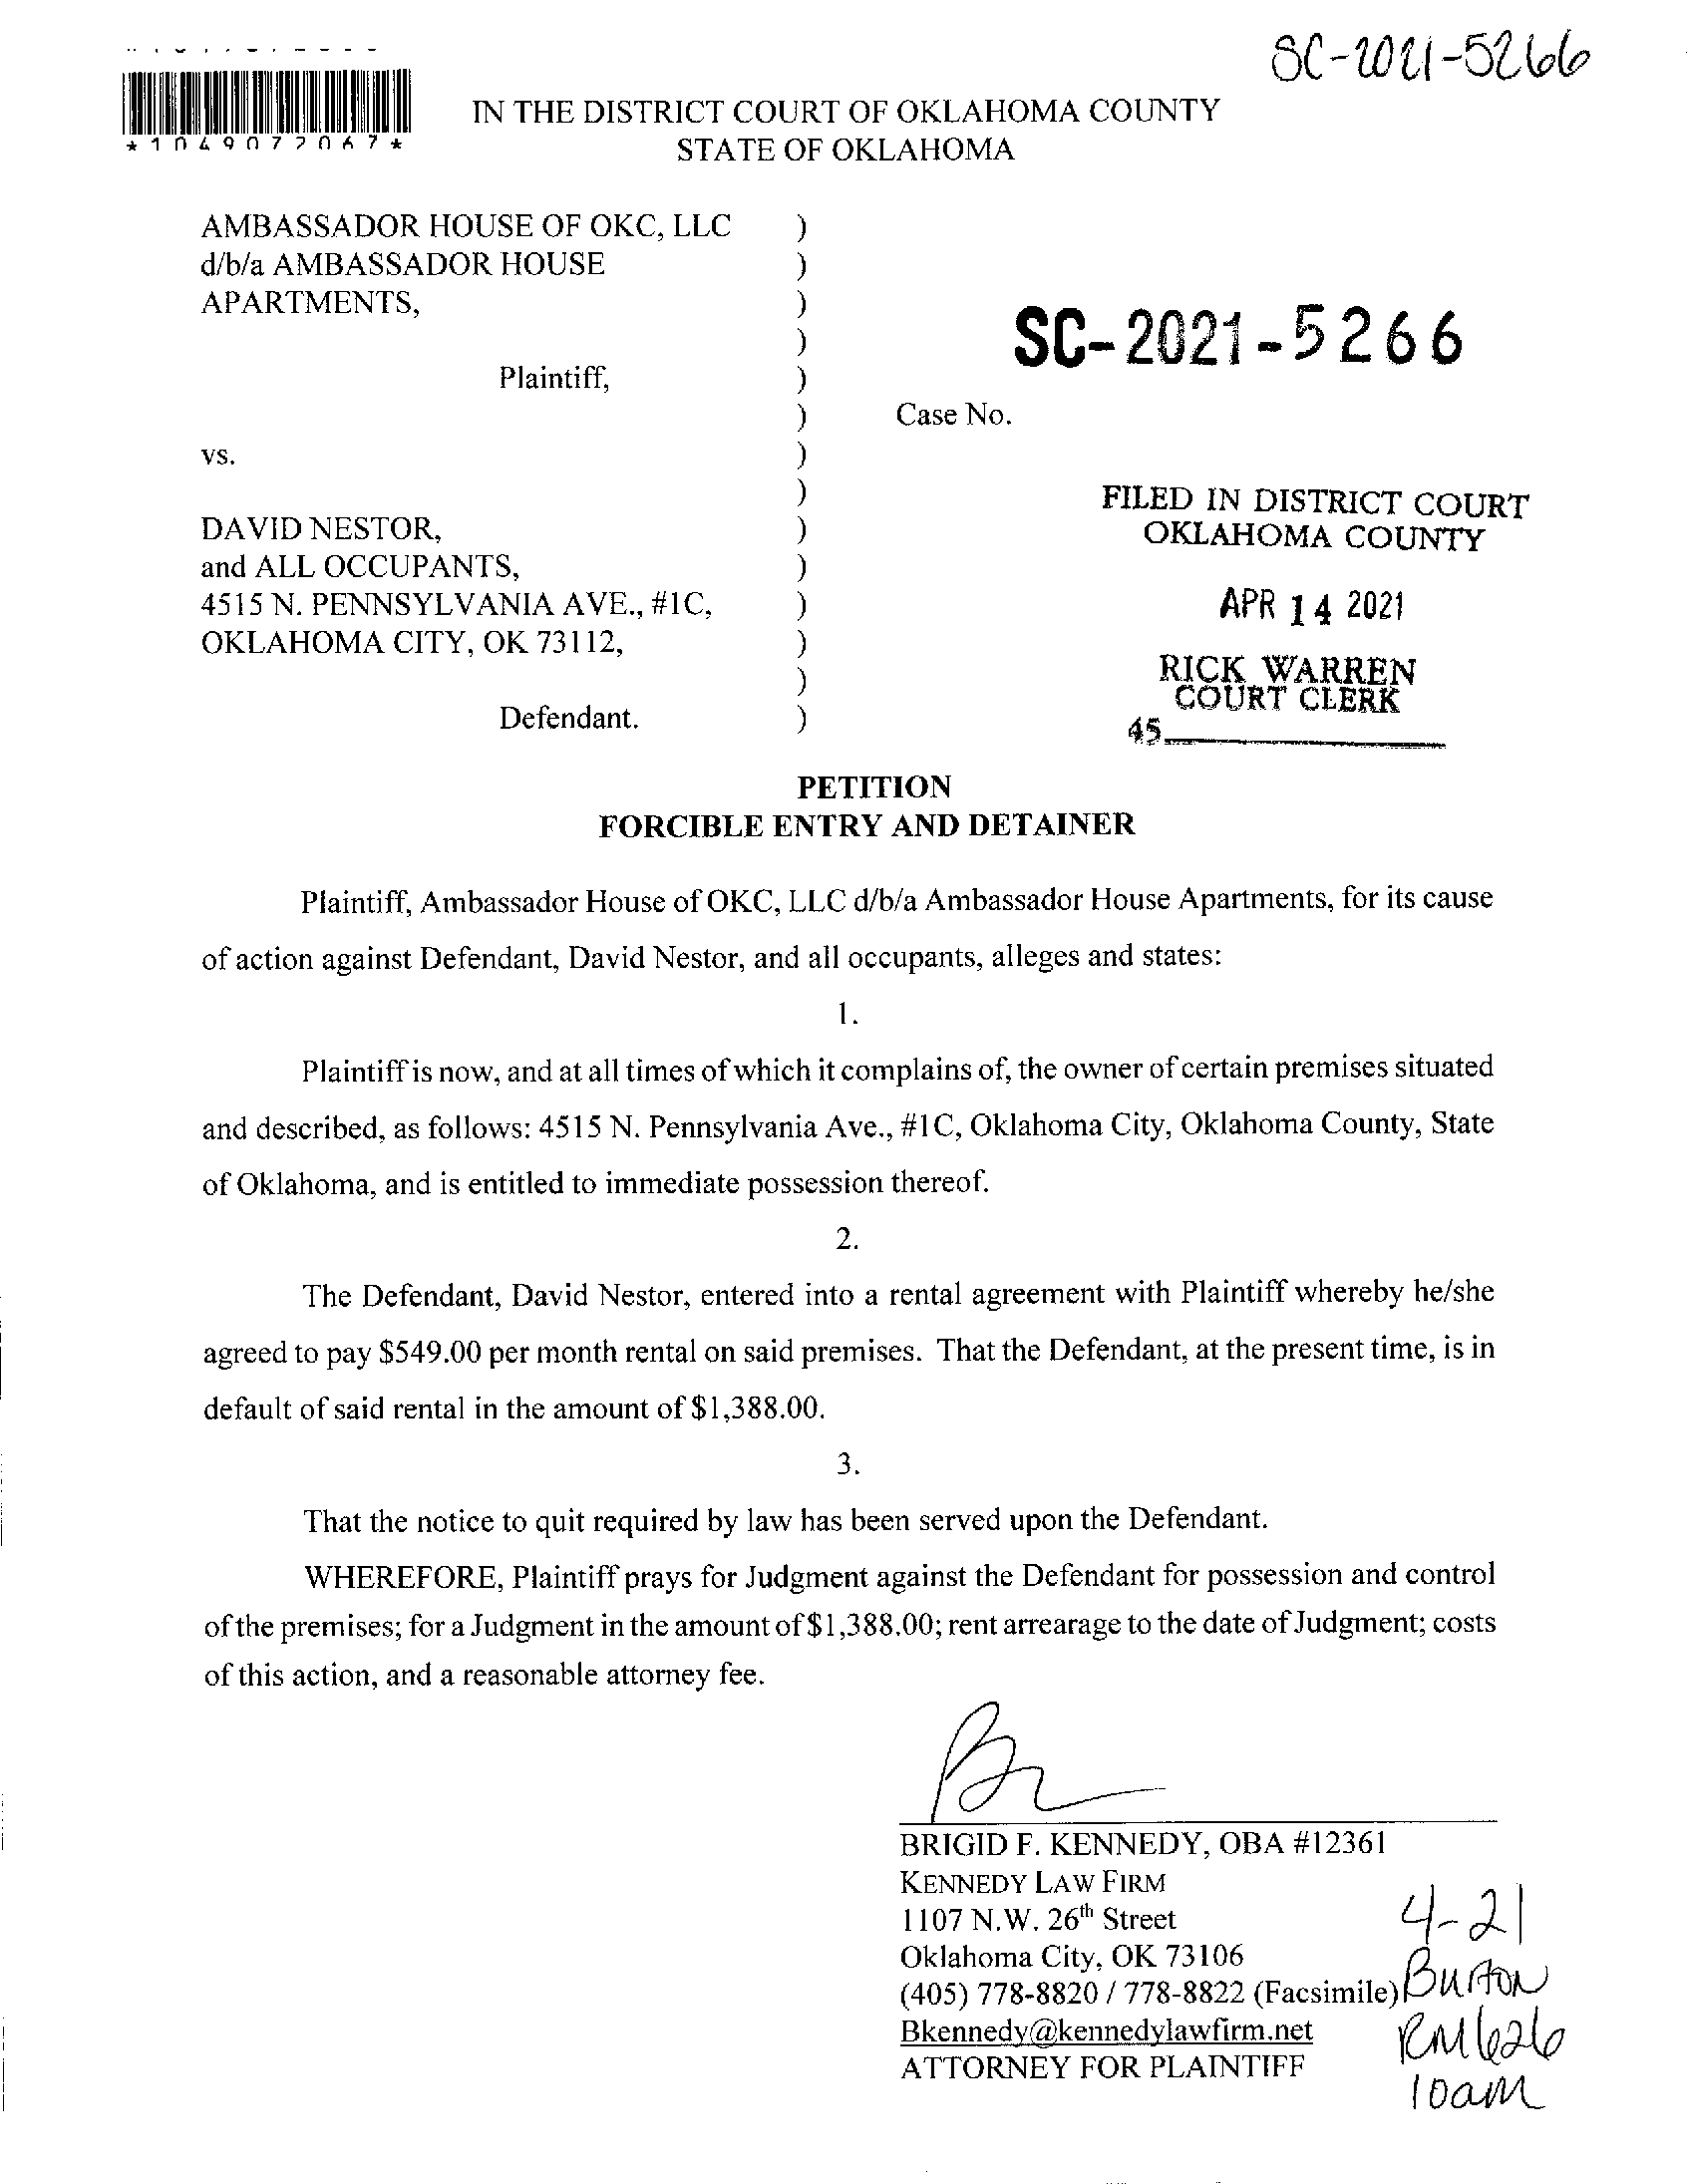 SC-2021-5266
*1049072067*
IN THE DISTRICT COURT OF OKLAHOMA COUNTY
STATE OF OKLAHOMA
AMBASSADOR HOUSE OF OKC, LLC )
d/b/a AMBASSADOR HOUSE )
APARTMENTS, )
)
SC-2021-5266
Plaintiff, )
) Case No.
vs. )
)
FILED IN DISTRICT COURT
OKLAHOMA COUNTY
DAVID NESTOR, )
and ALL OCCUPANTS, )
4515 N. PENNSYLVANIA AVE., #1C, )
APR 14 2021
OKLAHOMA CITY, OK 73112, )
)
RICK WARREN
COURT CLERK
Defendant. )
45
PETITION
FORCIBLE ENTRY AND DETAINER
Plaintiff, Ambassador House of OKC, LLC d/b/a Ambassador House Apartments, for its cause
of action against Defendant, David Nestor, and all occupants, alleges and states:
1.
Plaintiff is now, and at all times of which it complains of, the owner of certain premises situated
and described, as follows: 4515 N. Pennsylvania Ave., #1C, Oklahoma City, Oklahoma County, State
of Oklahoma, and is entitled to immediate possession thereof.
2.
The Defendant, David Nestor, entered into a rental agreement with Plaintiff whereby he/she
agreed to pay $549.00 per month rental on said premises. That the Defendant, at the present time, is in
default of said rental in the amount of $1,388.00.
3.
That the notice to quit required by law has been served upon the Defendant.
WHEREFORE, Plaintiff prays for Judgment against the Defendant for possession and control
of the premises; for a Judgment in the amount of $1,388.00; rent arrearage to the date of Judgment; costs
of this action, and a reasonable attorney fee.
BRIGID F. KENNEDY, OBA #12361
KENNEDY LAW FIRM
1107 N.W. 26th Street
Oklahoma City, OK 73106
(405) 778-8820 / 778-8822 (Facsimile)
Bkennedy@kennedylawfirm.net
ATTORNEY FOR PLAINTIFF
4-21
Burton
RM 626
10am